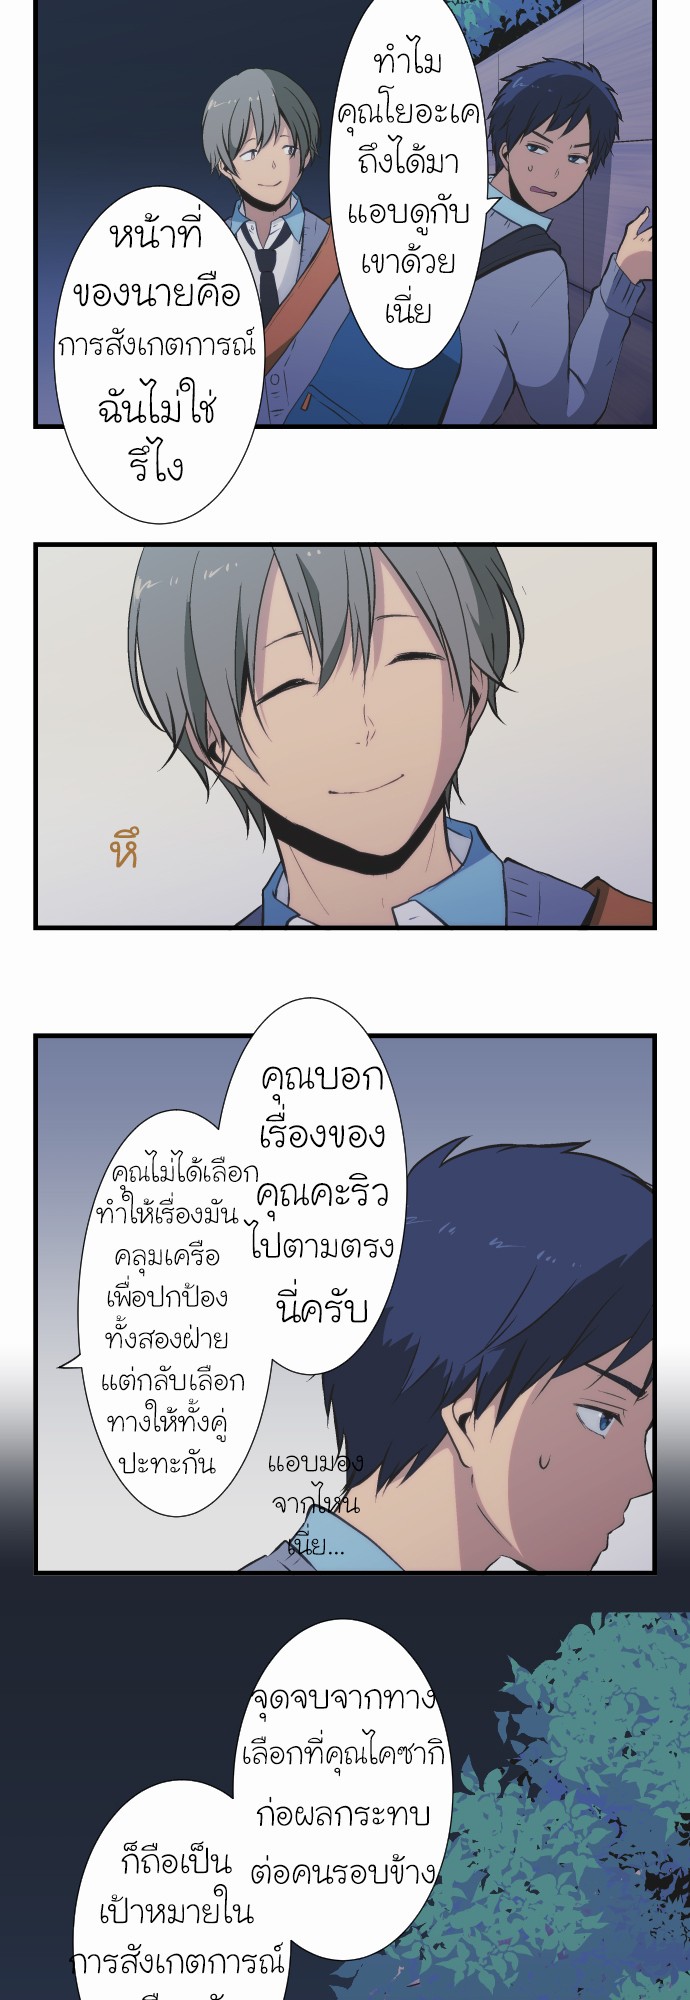 ทำไม
คุณโยอะเค
ถึงได้มา
แอบดูกับ
เขาด้วย
เนี่ย
หน้าที่
ของนายคือ
การสังเกตการณ์
ฉันไม่ใช่
รึไง
หึ
คุณบอก
เรื่องของ
คุณคะริว
ไปตามตรง
นี่ครับ
คุณไม่ได้เลือก
ทำให้เรื่องมัน
คลุมเครือ
เพื่อปกป้อง
ทั้งสองฝ่าย
แต่กลับเลือก
ทางให้ทั้งคู่
ปะทะกัน
แอบมอง
จากไหน
เนี่ย...
จุดจบจากทาง
เลือกที่คุณไคซากิ
ก่อผลกระทบ
ต่อคนรอบข้าง
ก็ถือเป็น
เป้าหมายใน
การสังเกตการณ์